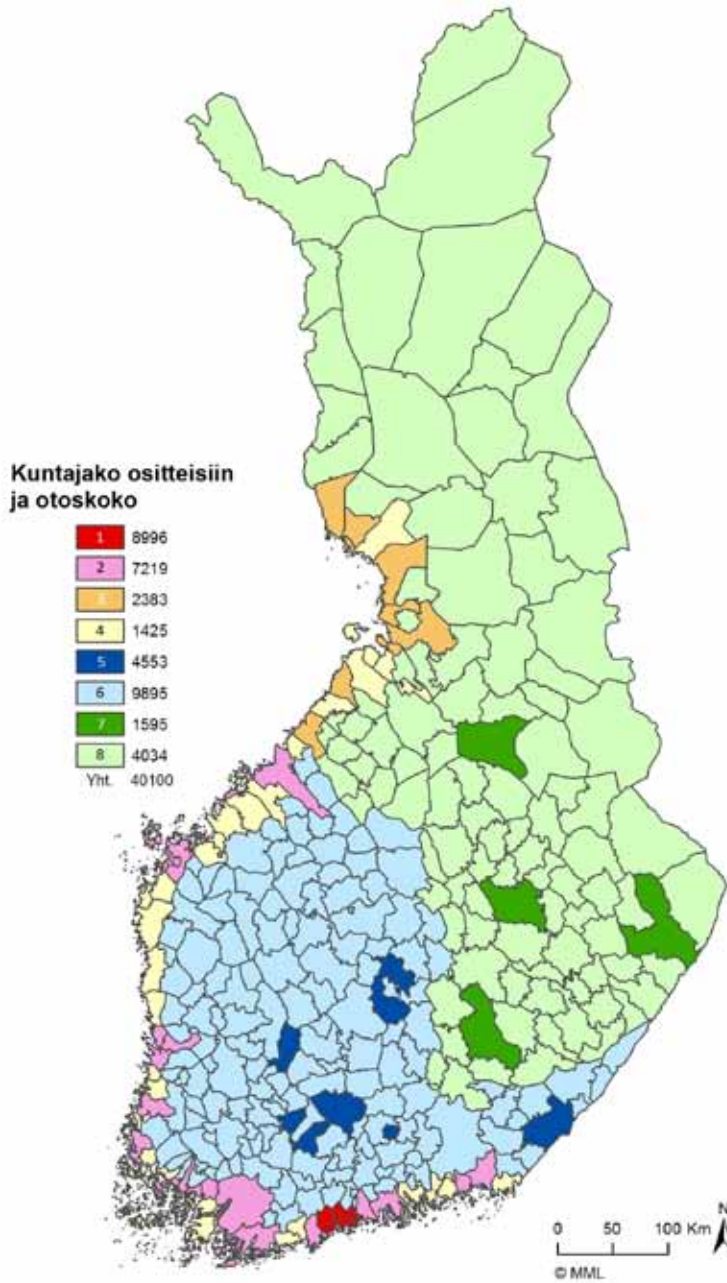 Kuntajako ositteisiin
ja otoskoko
1 8996
2 7219
3 2383
4 1425
5 4553
6 9895
7 1595
8 4034
Yht. 40100
N
0 50 100 Km
© MML